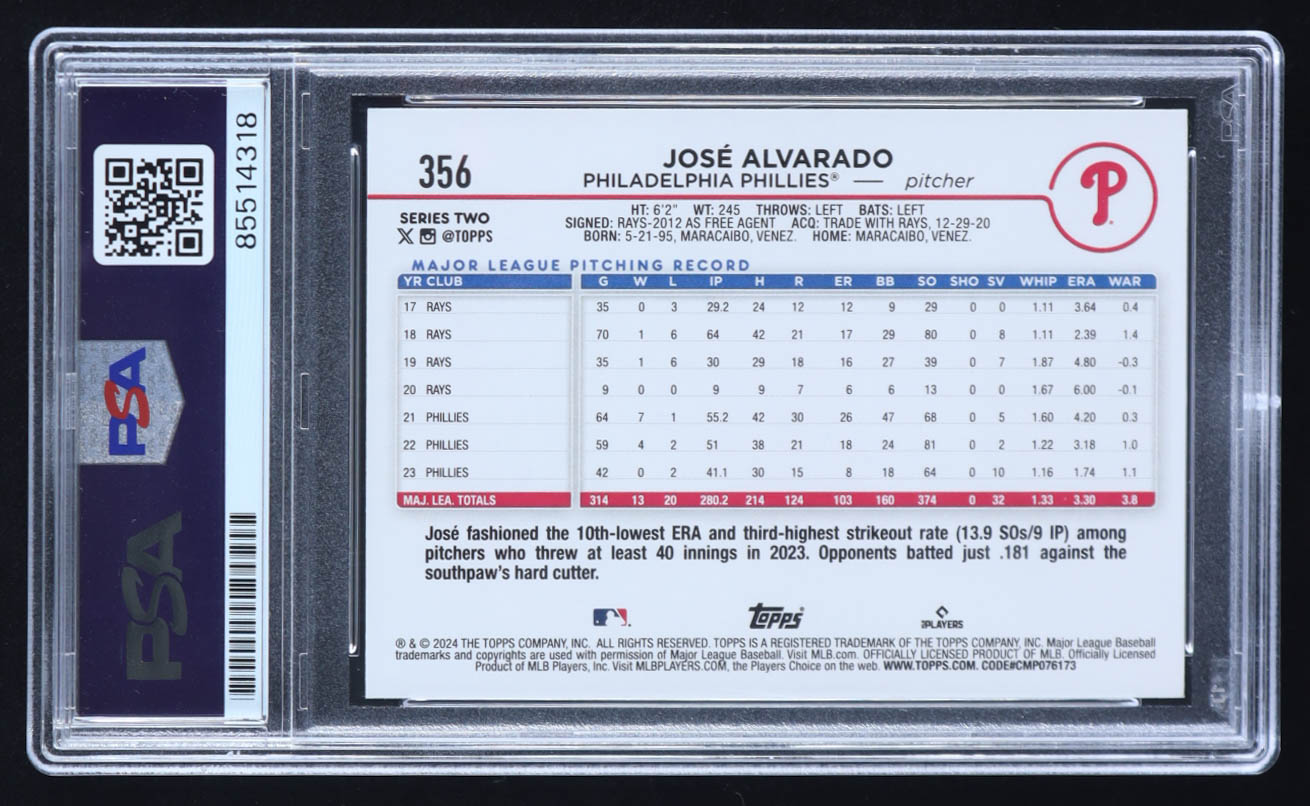 85514318
PSA
PSA
356
JOSÉ ALVARADO
PHILADELPHIA PHILLIES® — pitcher
P
SERIES TWO
@TOPPS
HT: 6'2" WT: 245 THROWS: LEFT BATS: LEFT
SIGNED: RAYS-2012 AS FREE AGENT ACQ: TRADE WITH RAYS, 12-29-20
BORN: 5-21-95, MARACAIBO, VENEZ. HOME: MARACAIBO, VENEZ.
MAJOR LEAGUE PITCHING RECORD
YR CLUB G W L IP H R ER BB SO SHO SV WHIP ERA WAR
17 RAYS 35 0 3 29.2 24 12 12 9 29 0 0 1.11 3.64 0.4
18 RAYS 70 1 6 64 42 21 17 29 80 0 8 1.11 2.39 1.4
19 RAYS 35 1 6 30 29 18 16 27 39 0 7 1.87 4.80 -0.3
20 RAYS 9 0 0 9 9 7 6 6 13 0 0 1.67 6.00 -0.1
21 PHILLIES 64 7 1 55.2 42 30 26 47 68 0 5 1.60 4.20 0.3
22 PHILLIES 59 4 2 51 38 21 18 24 81 0 2 1.22 3.18 1.0
23 PHILLIES 42 0 2 41.1 30 15 8 18 64 0 10 1.16 1.74 1.1
MAJ. LEA. TOTALS 314 13 20 280.2 214 124 103 160 374 0 32 1.33 3.30 3.8
José fashioned the 10th-lowest ERA and third-highest strikeout rate (13.9 SOs/9 IP) among
pitchers who threw at least 40 innings in 2023. Opponents batted just .181 against the
southpaw's hard cutter.
Topps
PLAYERS
® & © 2024 THE TOPPS COMPANY, INC. ALL RIGHTS RESERVED. TOPPS IS A REGISTERED TRADEMARK OF THE TOPPS COMPANY, INC. Major League Baseball
trademarks and copyrights are used with permission of Major League Baseball. Visit MLB.com. OFFICIALLY LICENSED PRODUCT OF MLB. Officially Licensed
Product of MLB Players, Inc. Visit MLBPLAYERS.COM, the Players Choice on the web. WWW.TOPPS.COM. CODE#CMP076173
PSA